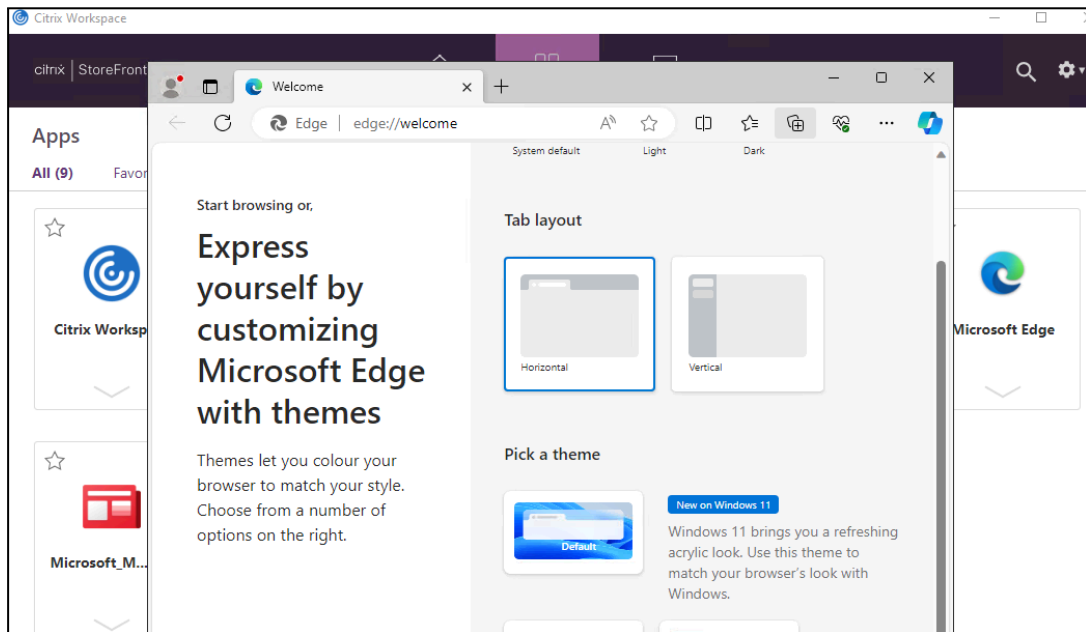 Citrix Workspace
citrix | StoreFront
Apps
All (9)
Favor
Citrix Worksp
Microsoft_M...
Microsoft Edge
Welcome
Edge | edge://welcome
Start browsing or,
Express
yourself by
customizing
Microsoft Edge
with themes
Themes let you colour your
browser to match your style.
Choose from a number of
options on the right.
System default
Light
Dark
Tab layout
Horizontal
Vertical
Pick a theme
Default
New on Windows 11
Windows 11 brings you a refreshing
acrylic look. Use this theme to
match your browser's look with
Windows.